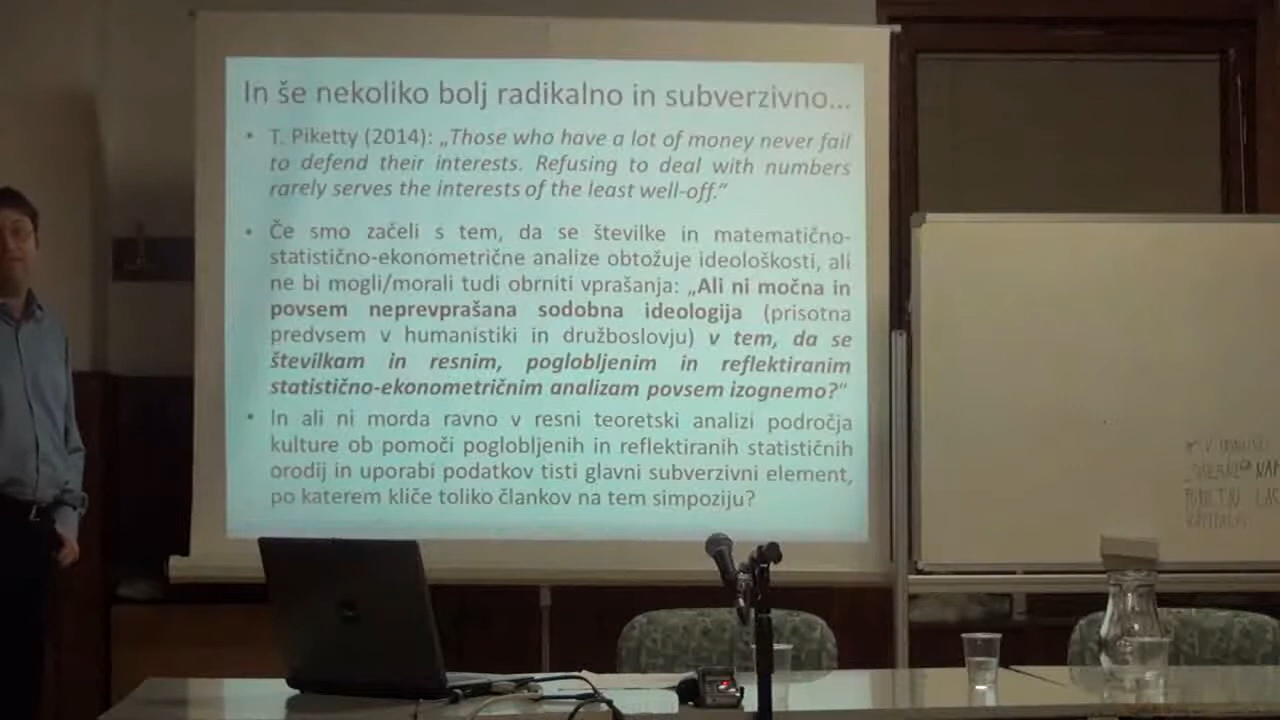 In še nekoliko bolj radikalno in subverzivno...
• T. Piketty (2014): „Those who have a lot of money never fail
to defend their interests. Refusing to deal with numbers
rarely serves the interests of the least well-off.“
• Če smo začeli s tem, da se številke in matematično-
statistično-ekonometrične analize obtožuje ideološkosti, ali
ne bi mogli/morali tudi obrniti vprašanja: „Ali ni močna in
povsem neprevprašana sodobna ideologija (prisotna
predvsem v humanistiki in družboslovju) v tem, da se
številkam in resnim, poglobljenim in reflektiranim
statistično-ekonometričnim analizam povsem izognemo?“
• In ali ni morda ravno v resni teoretski analizi področja
kulture ob pomoči poglobljenih in reflektiranih statističnih
orodij in uporabi podatkov tisti glavni subverzivni element,
po katerem kliče toliko člankov na tem simpoziju?